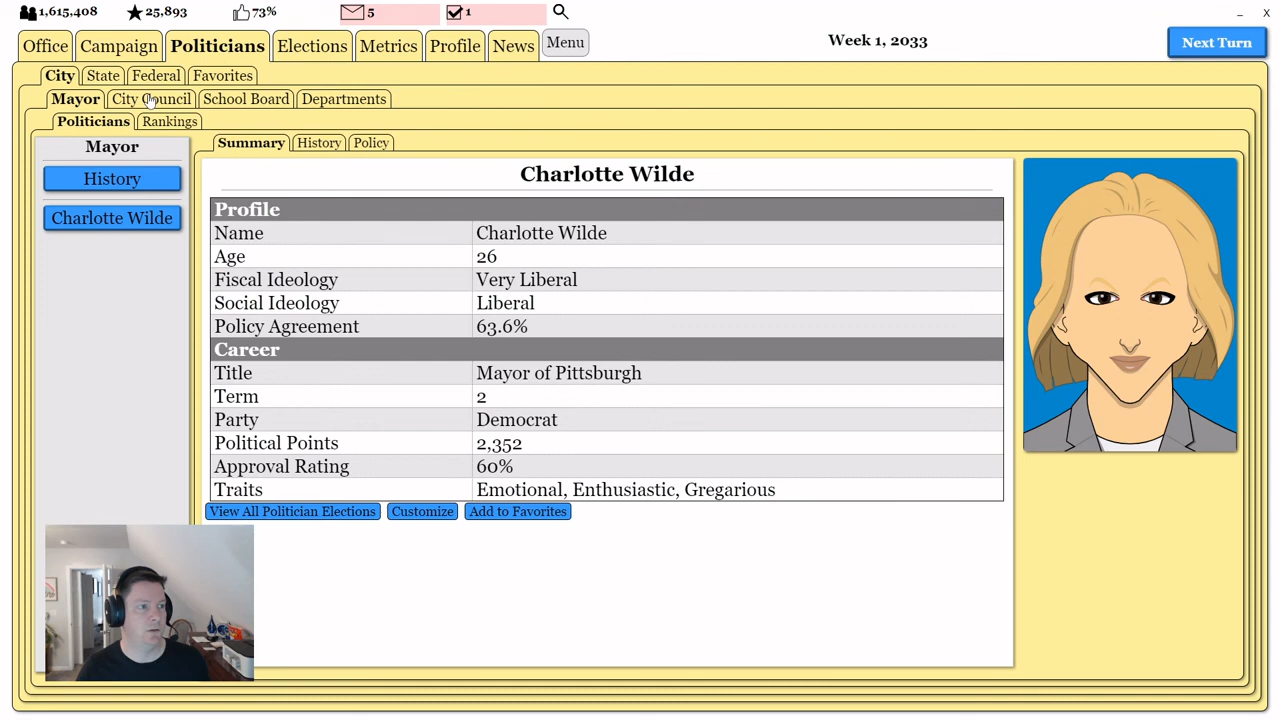 1,615,408 25,893 73% 5 1
_ X
Office Campaign Politicians Elections Metrics Profile News Menu Week 1, 2033 Next Turn
City State Federal Favorites
Mayor City Council School Board Departments
Politicians Rankings
Mayor
History
Charlotte Wilde
Summary History Policy
Charlotte Wilde
Profile
Name Charlotte Wilde
Age 26
Fiscal Ideology Very Liberal
Social Ideology Liberal
Policy Agreement 63.6%
Career
Title Mayor of Pittsburgh
Term 2
Party Democrat
Political Points 2,352
Approval Rating 60%
Traits Emotional, Enthusiastic, Gregarious
View All Politician Elections Customize Add to Favorites